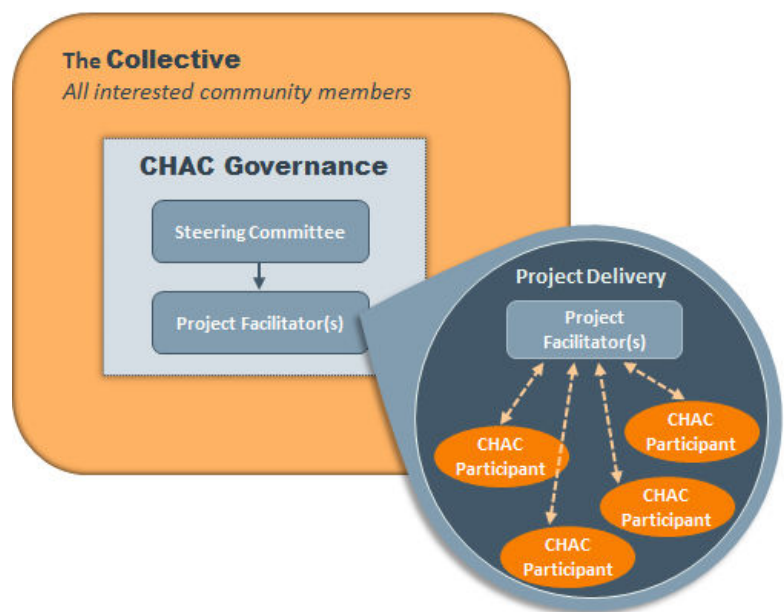 The Collective
All interested community members
CHAC Governance
Steering Committee
Project Facilitator(s)
Project Delivery
Project
Facilitator(s)
CHAC
Participant
CHAC
Participant
CHAC
Participant
CHAC
Participant